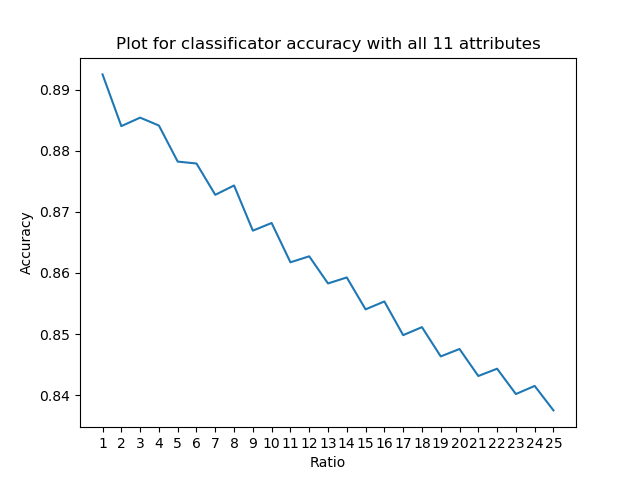 Plot for classificator accuracy with all 11 attributes
0.89
0.88
0.87
0.86
0.85
0.84
Accuracy
1 2 3 4 5 6 7 8 9 10 11 12 13 14 15 16 17 18 19 20 21 22 23 24 25
Ratio